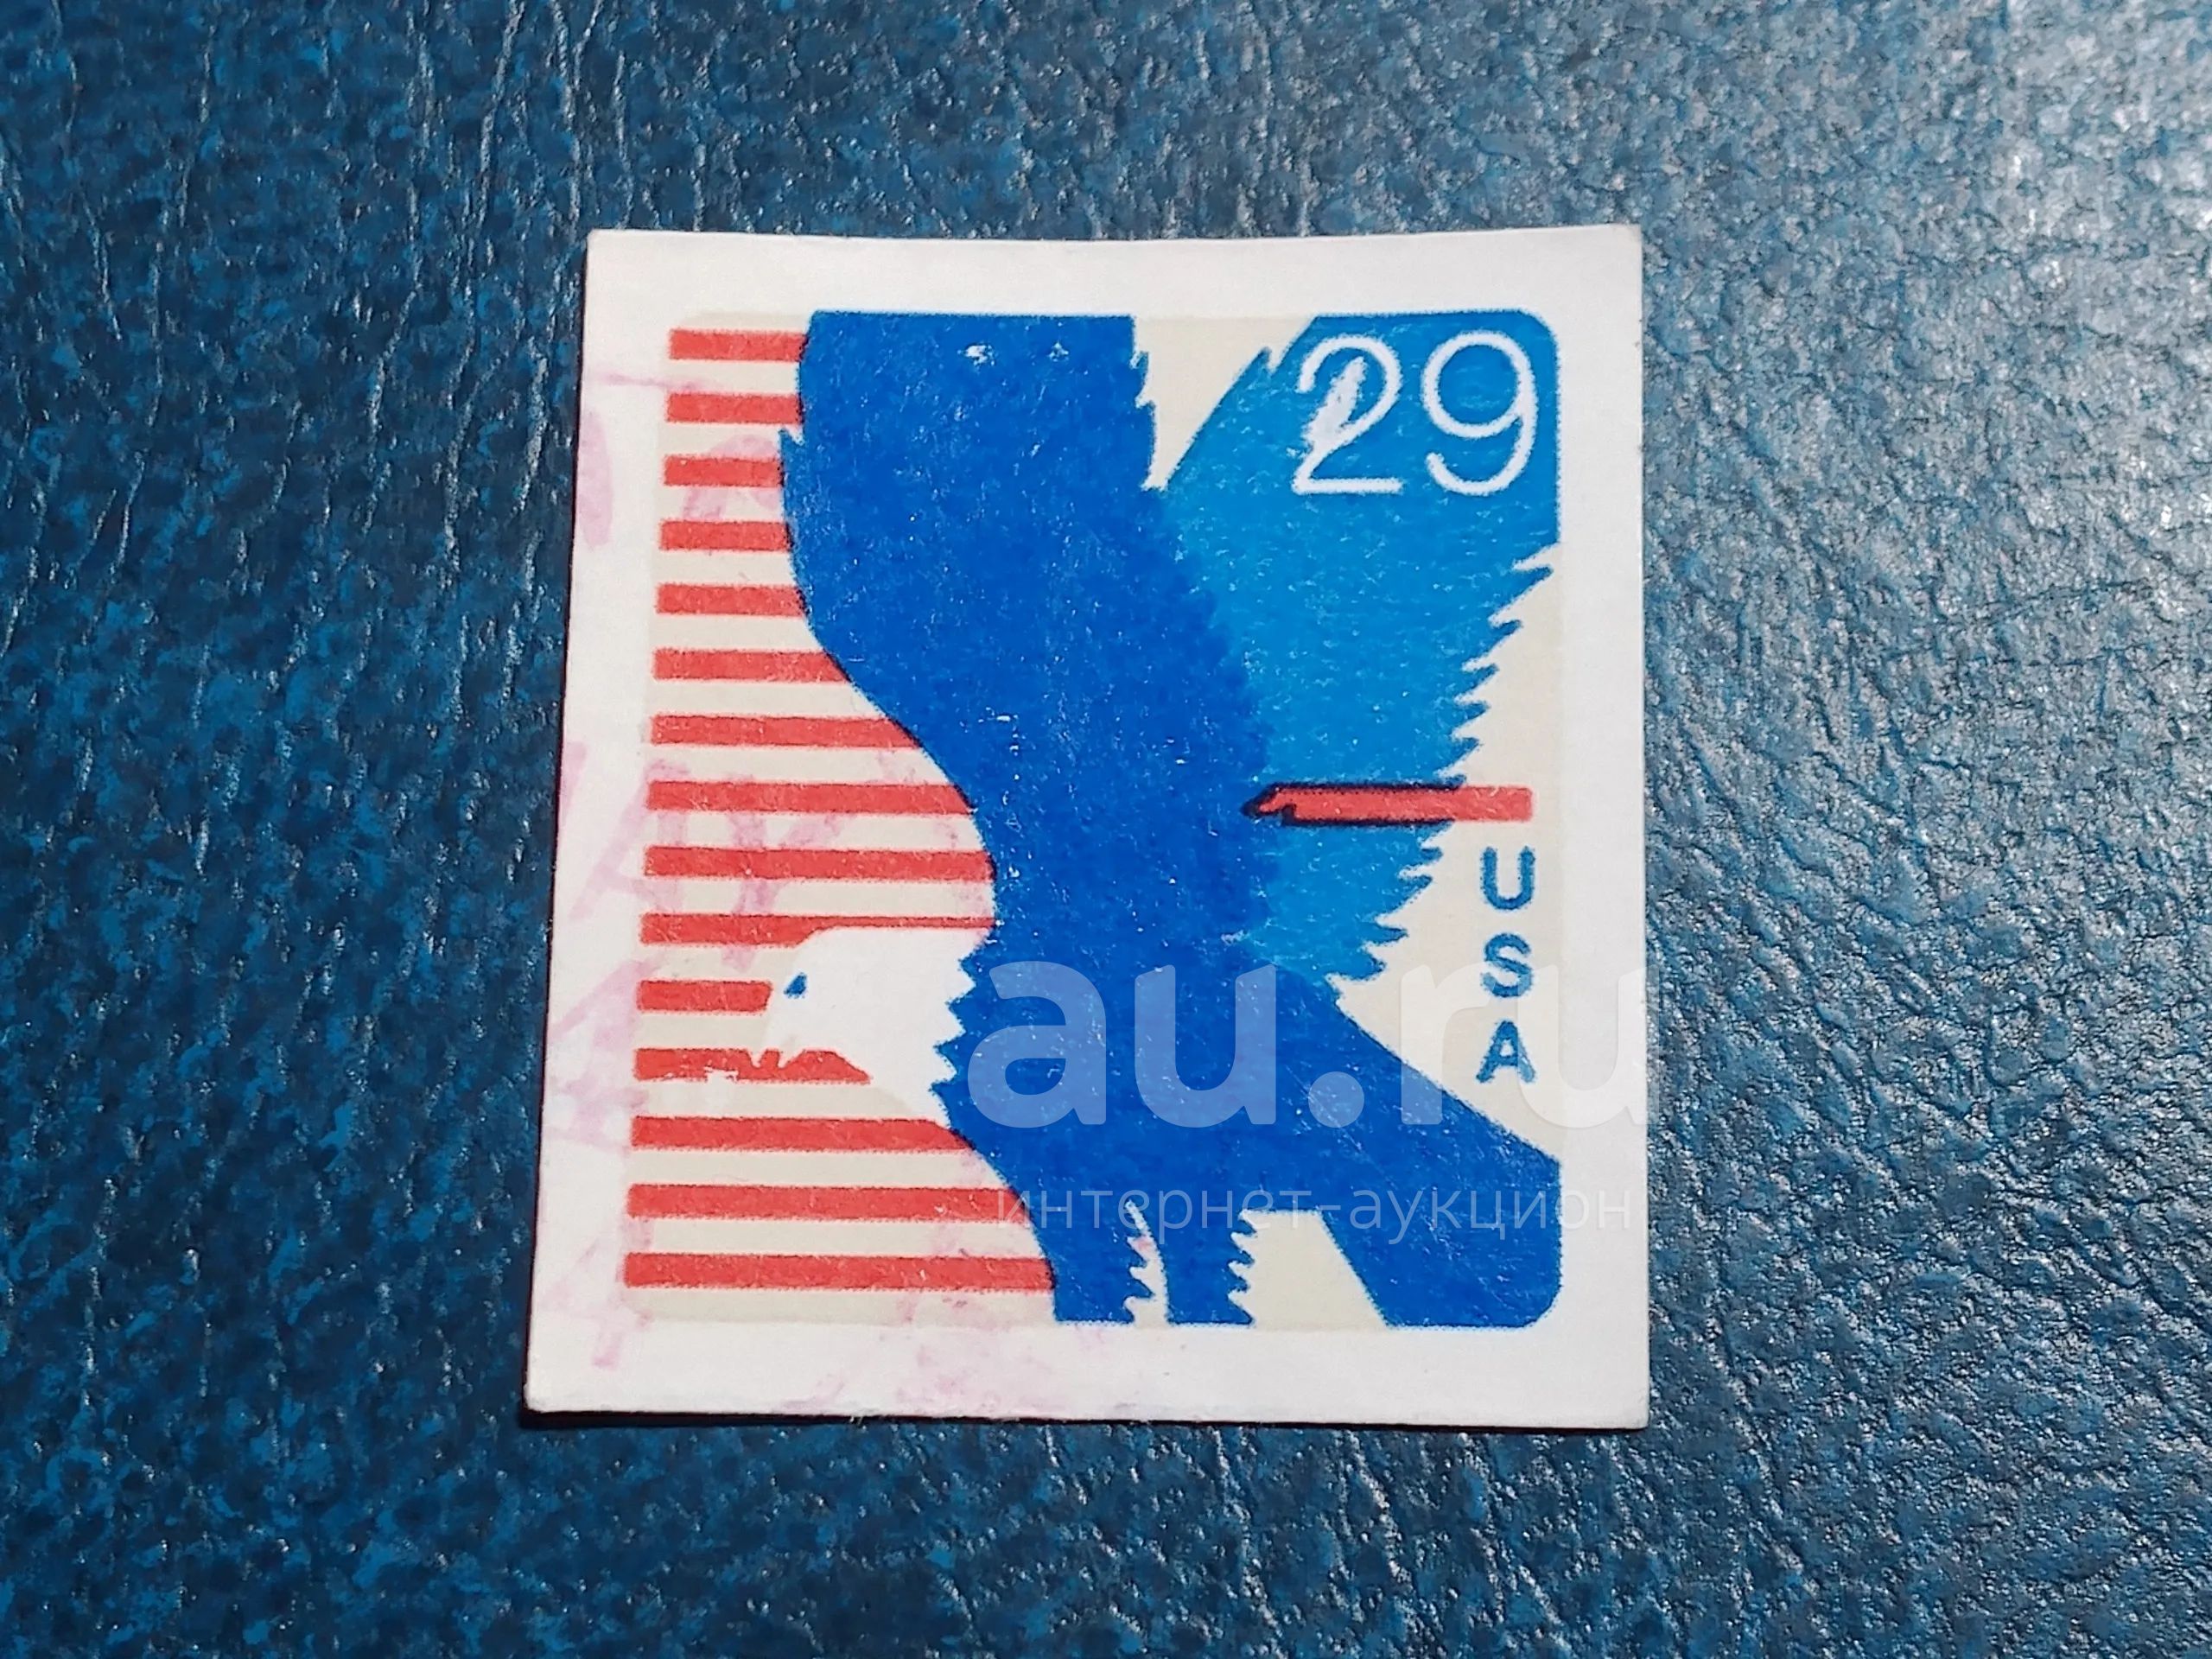 29
USA
au.ru
интернет-аукцион